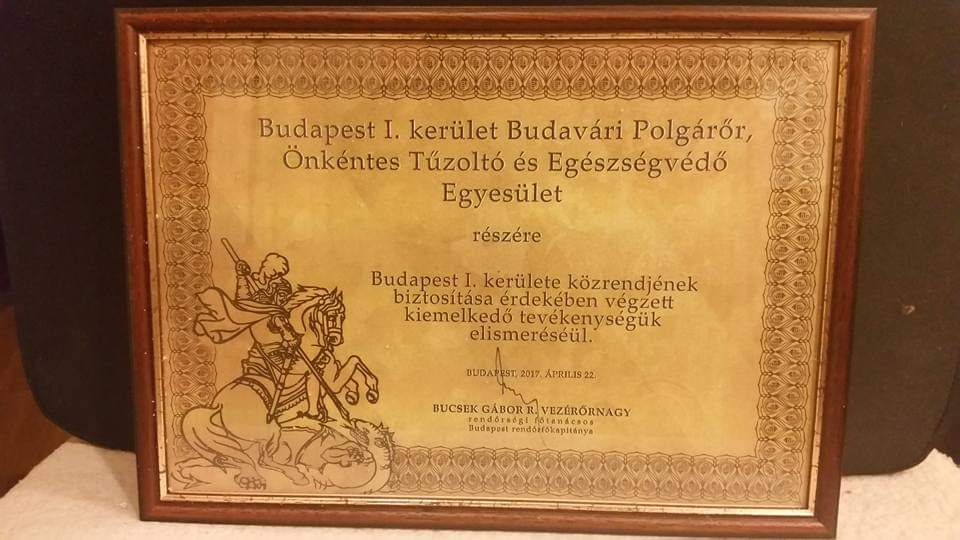 Budapest I. kerület Budavári Polgárőr,
Önkéntes Tűzoltó és Egészségvédő
Egyesület
részére
Budapest I. kerülete közrendjének
biztosítása érdekében végzett
kiemelkedő tevékenységük
elismeréséül.
BUDAPEST, 2017. ÁPRILIS 22.
BUCSEK GÁBOR R. VEZÉRŐRNAGY
rendőrségi főtanácsos
Budapest rendőrfőkapitánya